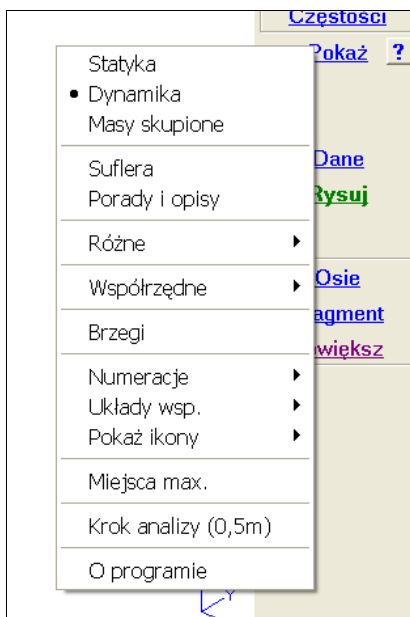 Częstości
Pokaż ?
Statyka
Dynamika
Masy skupione
Suflera
Dane
Porady i opisy
Rysuj
Różne
Współrzędne
Osie
agment
Brzegi
większ
Numeracje
Układy wsp.
Pokaż ikony
Miejsca max.
Krok analizy (0,5m)
O programie
Y